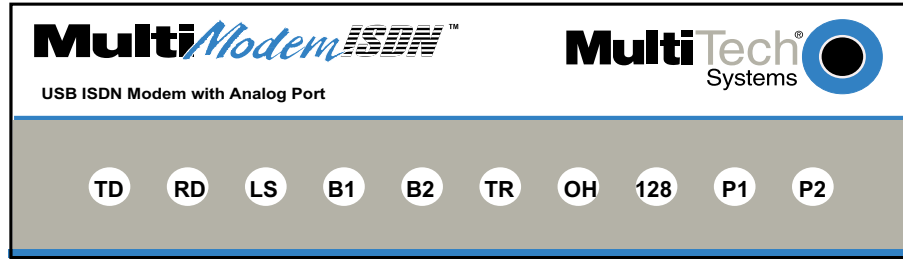 MultiModemISDN™
MultiTech®
Systems
USB ISDN Modem with Analog Port
TD RD LS B1 B2 TR OH 128 P1 P2